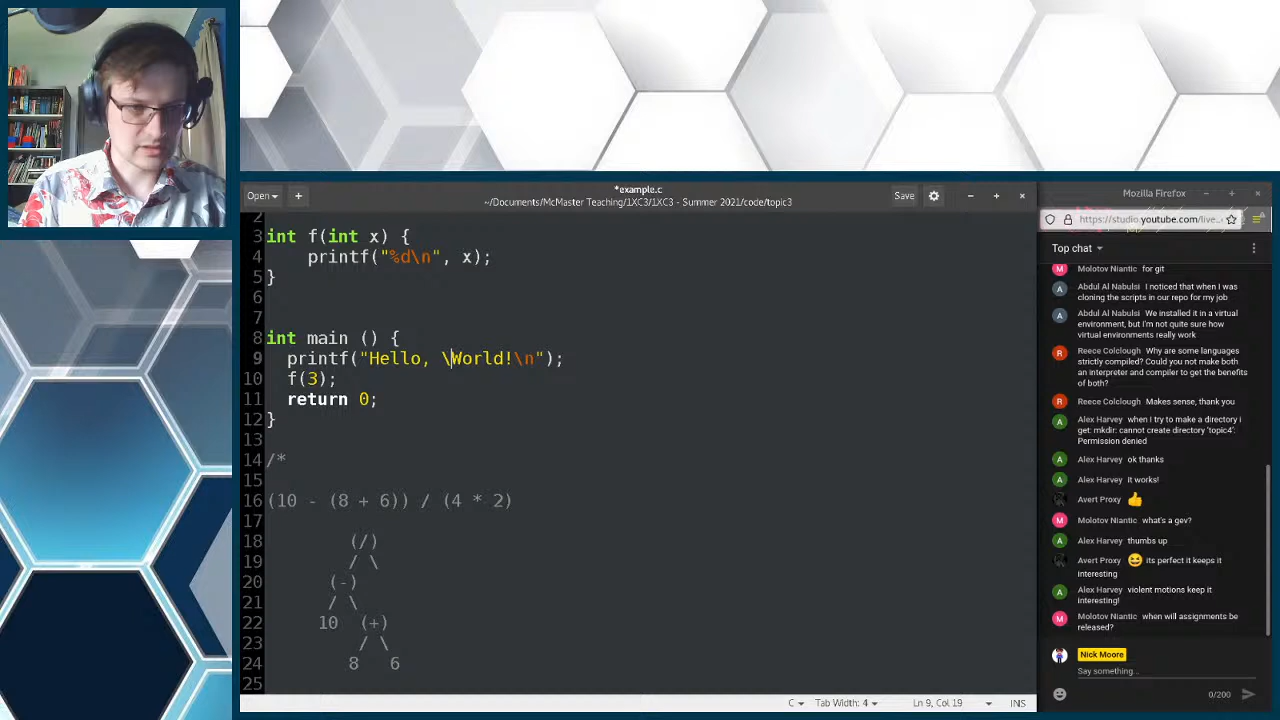 Open
+
*example.c
~/Documents/McMaster Teaching/1XC3/1XC3 - Summer 2021/code/topic3
Save
2
3 int f(int x) {
4     printf("%d\n", x);
5 }
6
7
8 int main () {
9   printf("Hello, \World!\n");
10   f(3);
11   return 0;
12 }
13
14 /*
15
16 (10 - (8 + 6)) / (4 * 2)
17
18         (/)
19         / \
20       (-)
21       / \
22      10  (+)
23          / \
24         8   6
25
C
Tab Width: 4
Ln 9, Col 19
INS
Mozilla Firefox
https://studio.youtube.com/live…
Top chat
M Molotov Niantic for git
A Abdul Al Nabulsi I noticed that when I was
cloning the scripts in our repo for my job
A Abdul Al Nabulsi We installed it in a virtual
environment, but I'm not quite sure how
virtual environments really work
R Reece Colclough Why are some languages
strictly compiled? Could you not make both
an interpreter and compiler to get the benefits
of both?
R Reece Colclough Makes sense, thank you
A Alex Harvey when I try to make a directory i
get: mkdir: cannot create directory 'topic4':
Permission denied
A Alex Harvey ok thanks
A Alex Harvey it works!
Avert Proxy 👍
M Molotov Niantic what's a gev?
A Alex Harvey thumbs up
Avert Proxy 😆 its perfect it keeps it
interesting
A Alex Harvey violent motions keep it
interesting!
M Molotov Niantic when will assignments be
released?
Nick Moore
Say something...
0/200